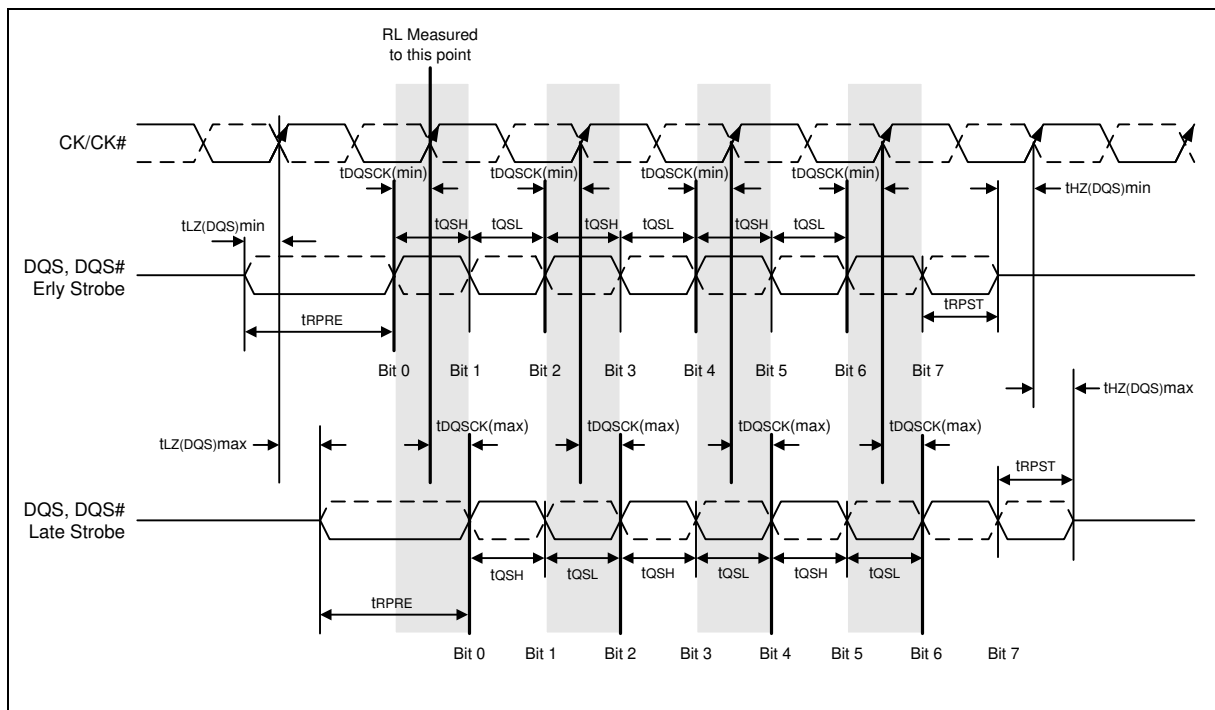 RL Measured
to this point
CK/CK#
tDQSCK(min) tDQSCK(min) tDQSCK(min) tDQSCK(min)
tHZ(DQS)min
tLZ(DQS)min
tQSH tQSL tQSH tQSL tQSH tQSL
DQS, DQS#
Erly Strobe
tRPRE
tRPST
Bit 0 Bit 1 Bit 2 Bit 3 Bit 4 Bit 5 Bit 6 Bit 7
tHZ(DQS)max
tDQSCK(max) tDQSCK(max) tDQSCK(max) tDQSCK(max)
tLZ(DQS)max
tRPST
DQS, DQS#
Late Strobe
tQSH tQSL tQSH tQSL tQSH tQSL
tRPRE
Bit 0 Bit 1 Bit 2 Bit 3 Bit 4 Bit 5 Bit 6 Bit 7